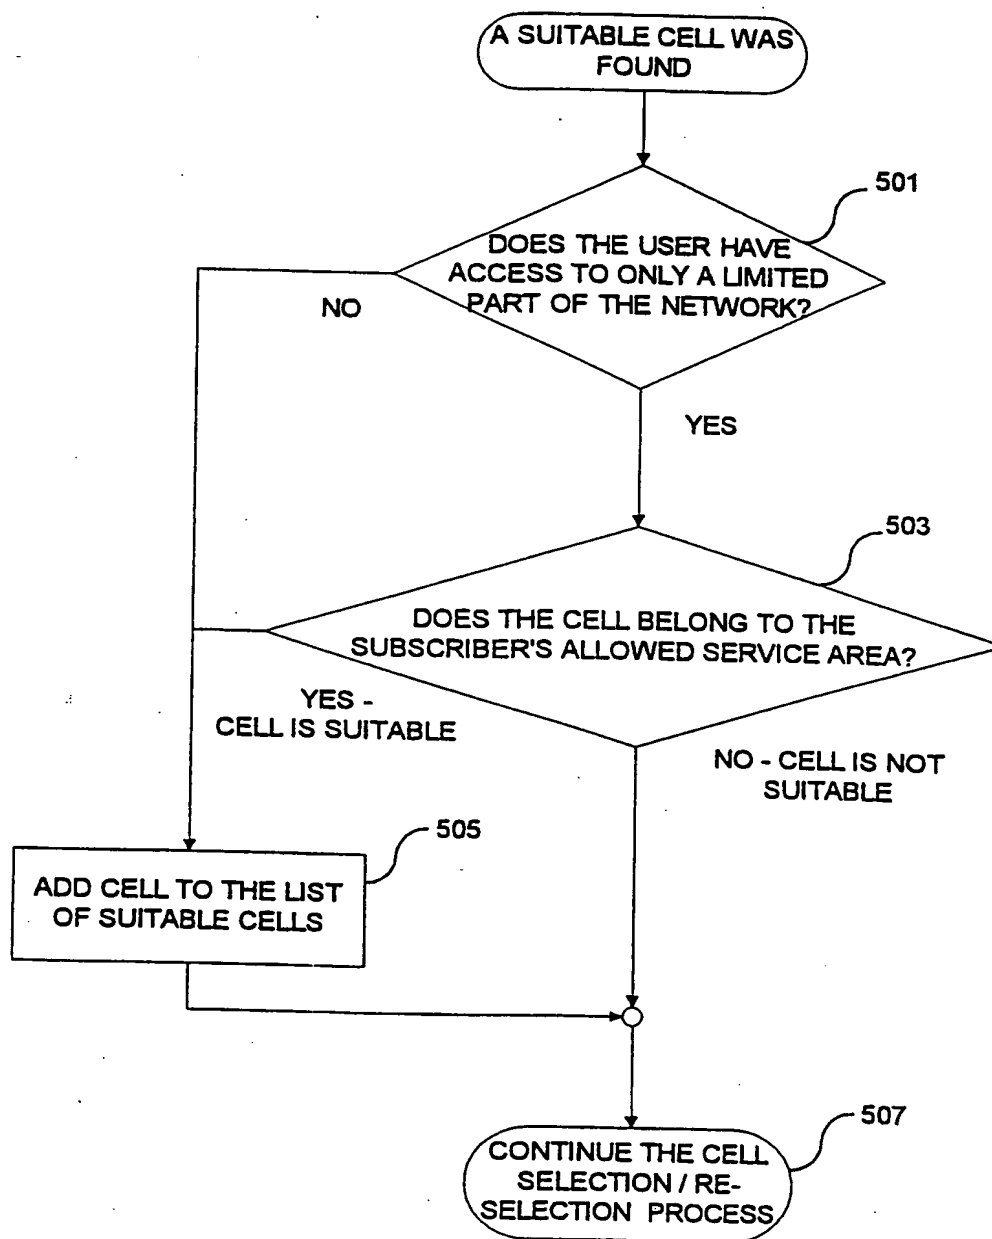 A SUITABLE CELL WAS
FOUND
501
DOES THE USER HAVE
ACCESS TO ONLY A LIMITED
PART OF THE NETWORK?
NO
YES
503
DOES THE CELL BELONG TO THE
SUBSCRIBER'S ALLOWED SERVICE AREA?
YES -
CELL IS SUITABLE
NO - CELL IS NOT
SUITABLE
505
ADD CELL TO THE LIST
OF SUITABLE CELLS
507
CONTINUE THE CELL
SELECTION / RE-
SELECTION PROCESS